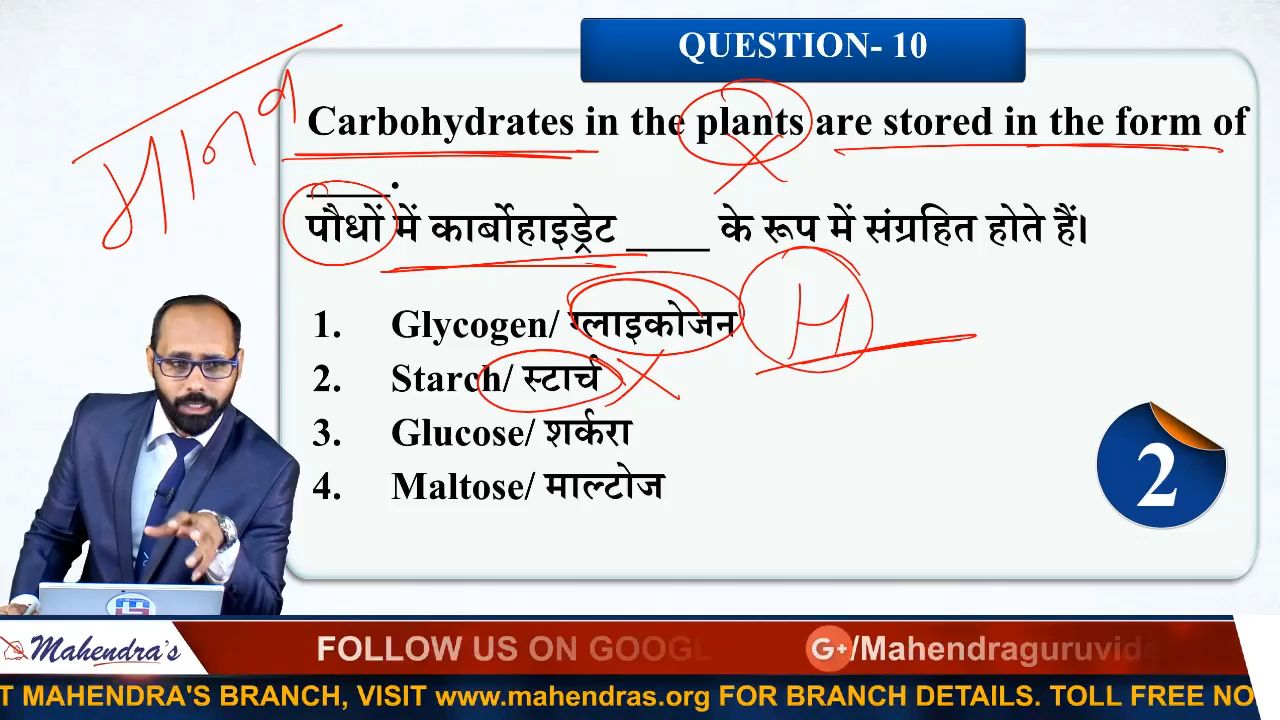 QUESTION- 10
मानव
Carbohydrates in the plants are stored in the form of
____.
पौधों में कार्बोहाइड्रेट ____ के रूप में संग्रहित होते हैं।
1. Glycogen/ ग्लाइकोजन
H
2. Starch/ स्टार्च
3. Glucose/ शर्करा
4. Maltose/ माल्टोज
2
Mahendra's
FOLLOW US ON GOOG
G+/Mahendraguruvid
T MAHENDRA'S BRANCH, VISIT www.mahendras.org FOR BRANCH DETAILS. TOLL FREE NO